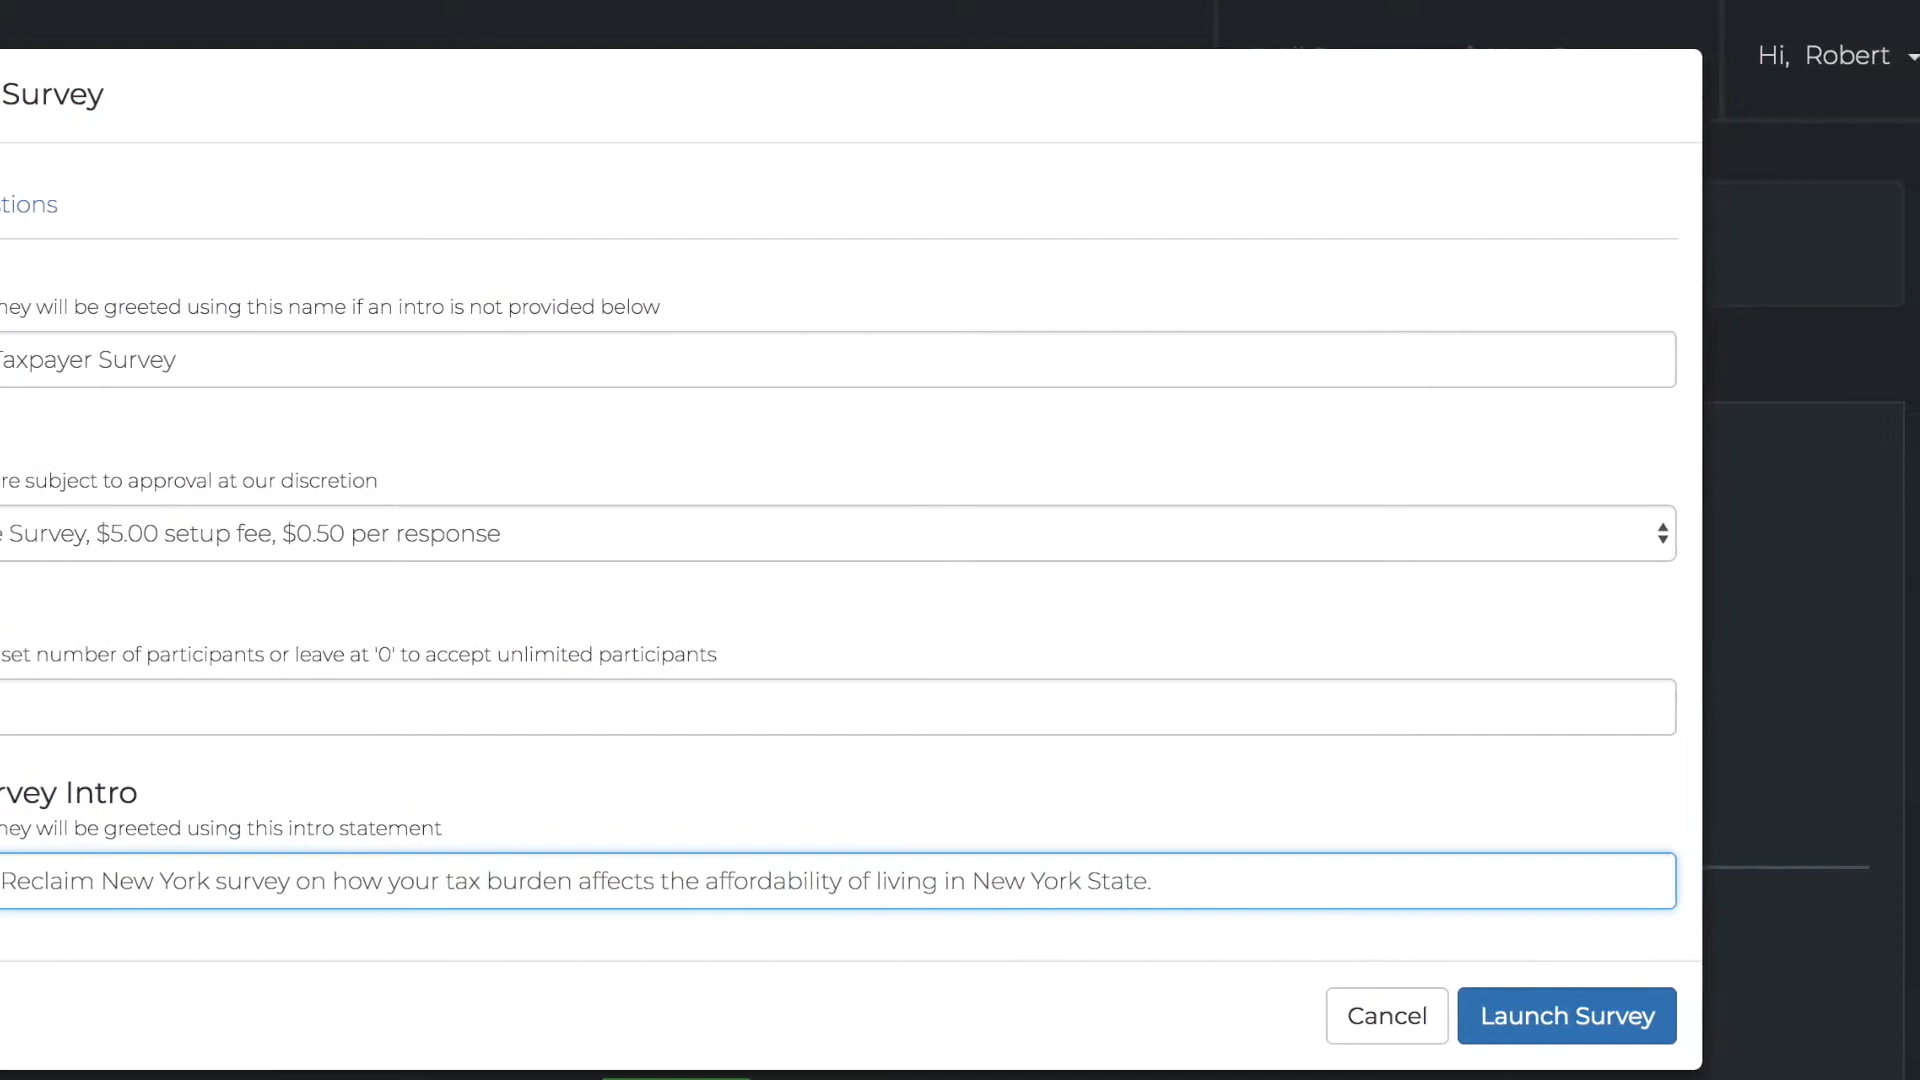 Hi, Robert
Survey
tions
hey will be greeted using this name if an intro is not provided below
Taxpayer Survey
re subject to approval at our discretion
e Survey, $5.00 setup fee, $0.50 per response
set number of participants or leave at '0' to accept unlimited participants
rvey Intro
hey will be greeted using this intro statement
Reclaim New York survey on how your tax burden affects the affordability of living in New York State.
Cancel
Launch Survey